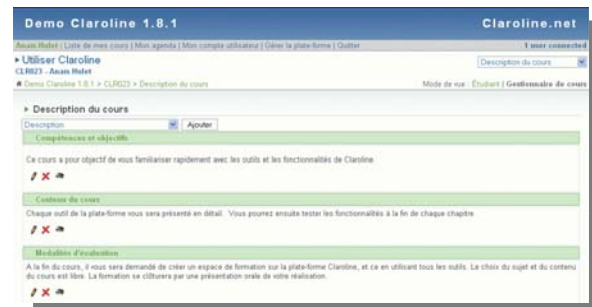 Demo Claroline 1.8.1 Claroline.net
Anaïs Hulet | Liste de mes cours | Mon agenda | Mon compte utilisateur | Gérer la plate-forme | Quitter 1 user connected
Utiliser Claroline Description du cours
CLR023 - Anaïs Hulet
Demo Claroline 1.8.1 > CLR023 > Description du cours Mode de vue : Étudiant | Gestionnaire de cours
Description du cours
Description Ajouter
Compétences et objectifs
Ce cours a pour objectif de vous familiariser rapidement avec les outils et les fonctionnalités de Claroline
Contenu du cours
Chaque outil de la plate-forme vous sera présenté en détail. Vous pourrez ensuite tester les fonctionnalités à la fin de chaque chapitre.
Modalités d'évaluation
A la fin du cours, il vous sera demandé de créer un espace de formation sur la plate-forme Claroline, et ce en utilisant tous les outils. Le choix du sujet et du contenu
du cours est libre. La formation se clôturera par une présentation orale de votre réalisation.